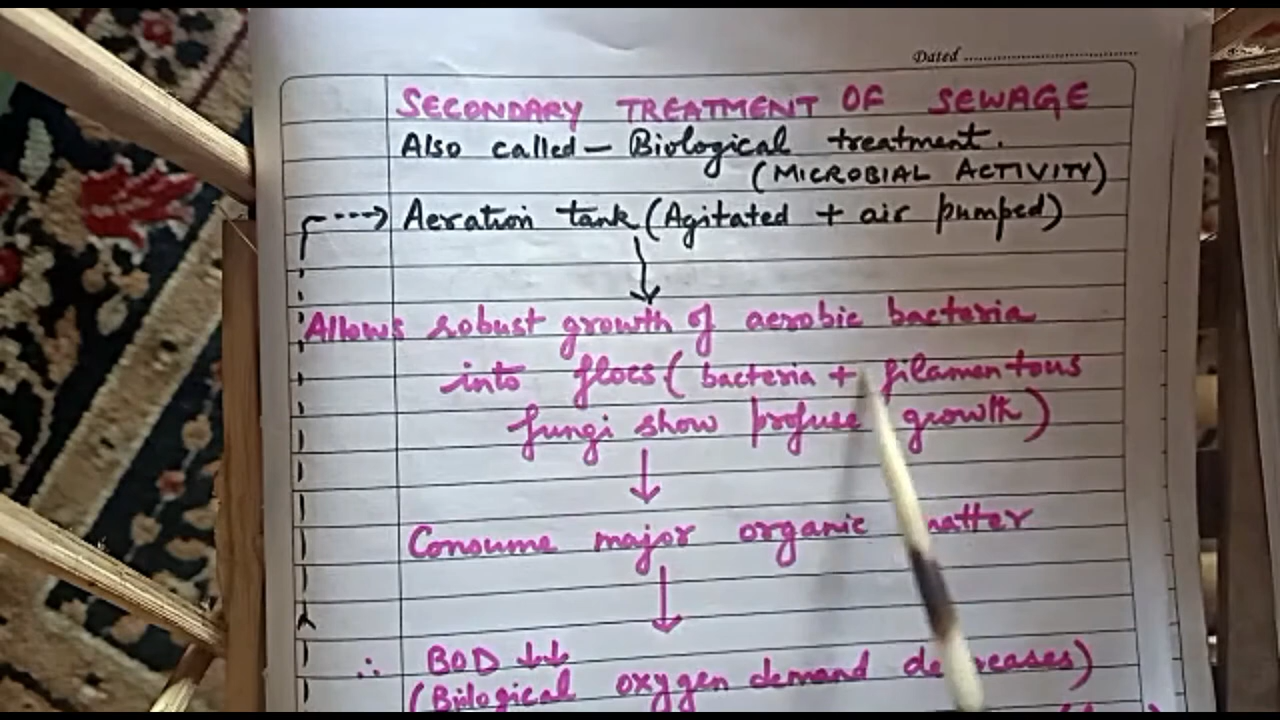 Dated
SECONDARY TREATMENT OF SEWAGE
Also called - Biological treatment.
(MICROBIAL ACTIVITY)
Aeration tank (Agitated + air pumped)
Allows robust growth of aerobic bacteria
into flocs (bacteria + filamentous
fungi show profuse growth)
Consume major organic matter
∴ BOD ↓↓
(Biological oxygen demand decreases)